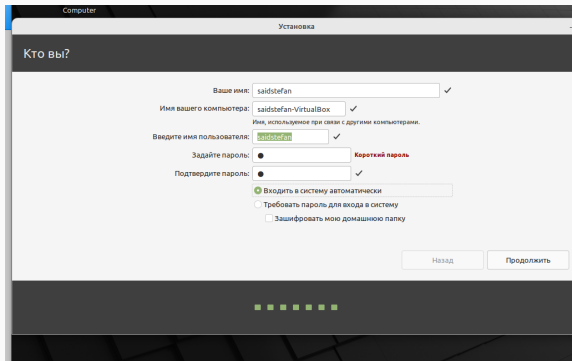 Computer
Установка
Кто вы?
Ваше имя: saidstefan
Имя вашего компьютера: saidstefan-VirtualBox
Имя, используемое при связи с другими компьютерами.
Введите имя пользователя: saidstefan
Задайте пароль: ● Короткий пароль
Подтвердите пароль: ●
Входить в систему автоматически
Требовать пароль для входа в систему
Зашифровать мою домашнюю папку
Назад Продолжить